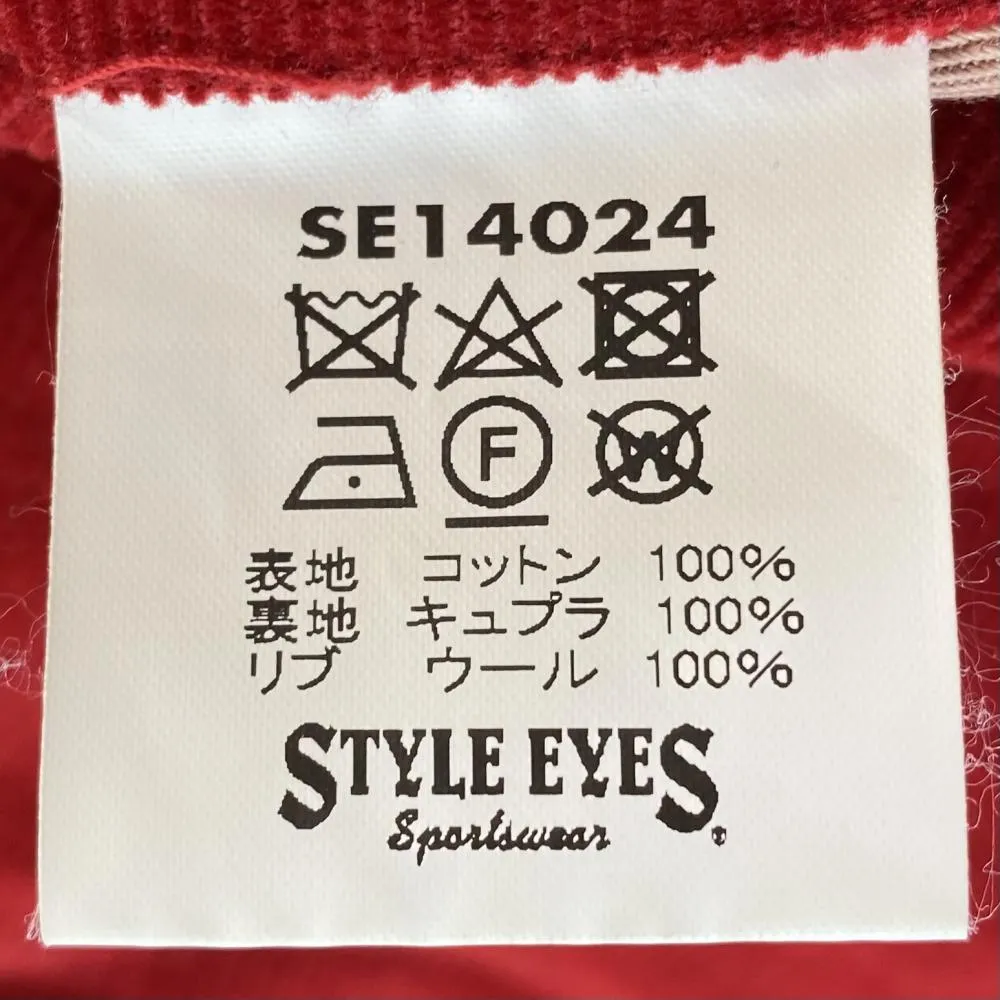 SE14024
F
W
表地 コットン 100%
裏地 キュプラ 100%
リブ ウール 100%
STYLE EYES
Sportswear